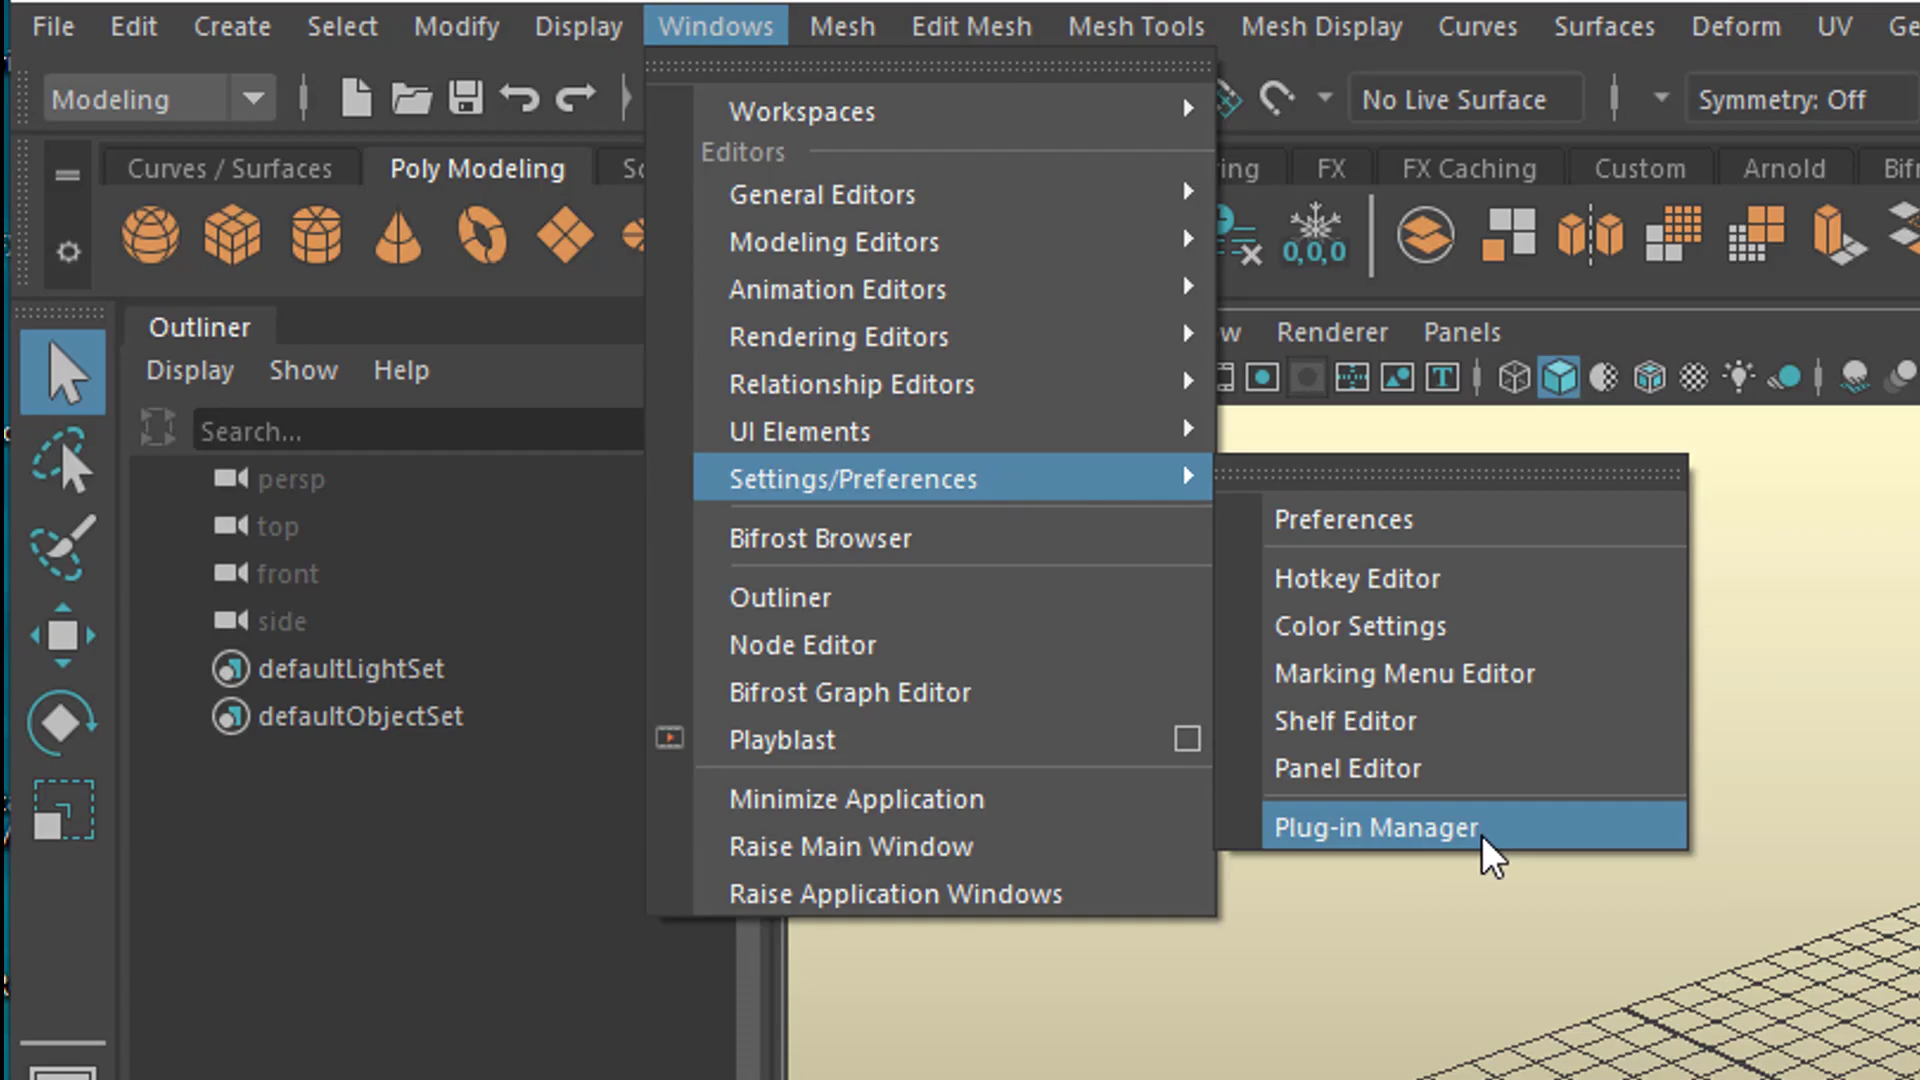 File Edit Create Select Modify Display Windows Mesh Edit Mesh Mesh Tools Mesh Display Curves Surfaces Deform UV
Modeling No Live Surface Symmetry: Off
Curves / Surfaces Poly Modeling FX FX Caching Custom Arnold
0,0,0
Outliner
Display Show Help
Search...
persp
top
front
side
defaultLightSet
defaultObjectSet
Workspaces
Editors
General Editors
Modeling Editors
Animation Editors
Rendering Editors
Relationship Editors
UI Elements
Settings/Preferences
Bifrost Browser
Outliner
Node Editor
Bifrost Graph Editor
Playblast
Minimize Application
Raise Main Window
Raise Application Windows
Renderer Panels
T
Preferences
Hotkey Editor
Color Settings
Marking Menu Editor
Shelf Editor
Panel Editor
Plug-in Manager